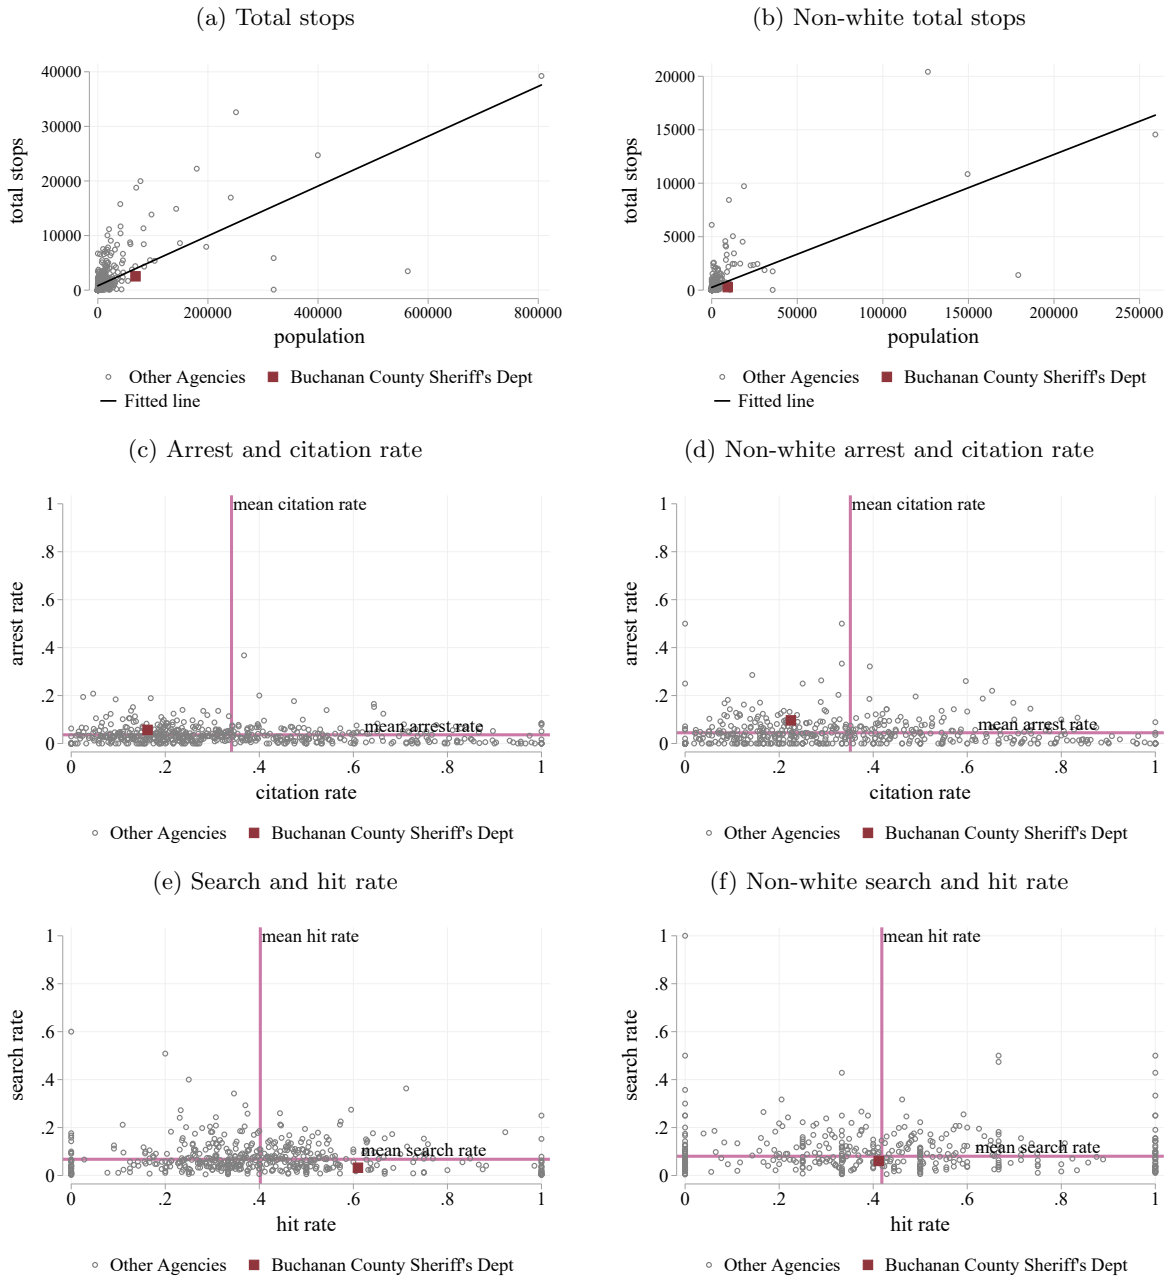 (a) Total stops
(b) Non-white total stops
40000
30000
20000
10000
0
total stops
0 200000 400000 600000 800000
population
Other Agencies Buchanan County Sheriff's Dept
Fitted line
20000
15000
10000
5000
0
total stops
0 50000 100000 150000 200000 250000
population
Other Agencies Buchanan County Sheriff's Dept
Fitted line
(c) Arrest and citation rate
(d) Non-white arrest and citation rate
1
.8
.6
.4
.2
0
arrest rate
mean citation rate
mean arrest rate
0 .2 .4 .6 .8 1
citation rate
Other Agencies Buchanan County Sheriff's Dept
1
.8
.6
.4
.2
0
arrest rate
mean citation rate
mean arrest rate
0 .2 .4 .6 .8 1
citation rate
Other Agencies Buchanan County Sheriff's Dept
(e) Search and hit rate
(f) Non-white search and hit rate
1
.8
.6
.4
.2
0
search rate
mean hit rate
mean search rate
0 .2 .4 .6 .8 1
hit rate
Other Agencies Buchanan County Sheriff's Dept
1
.8
.6
.4
.2
0
search rate
mean hit rate
mean search rate
0 .2 .4 .6 .8 1
hit rate
Other Agencies Buchanan County Sheriff's Dept